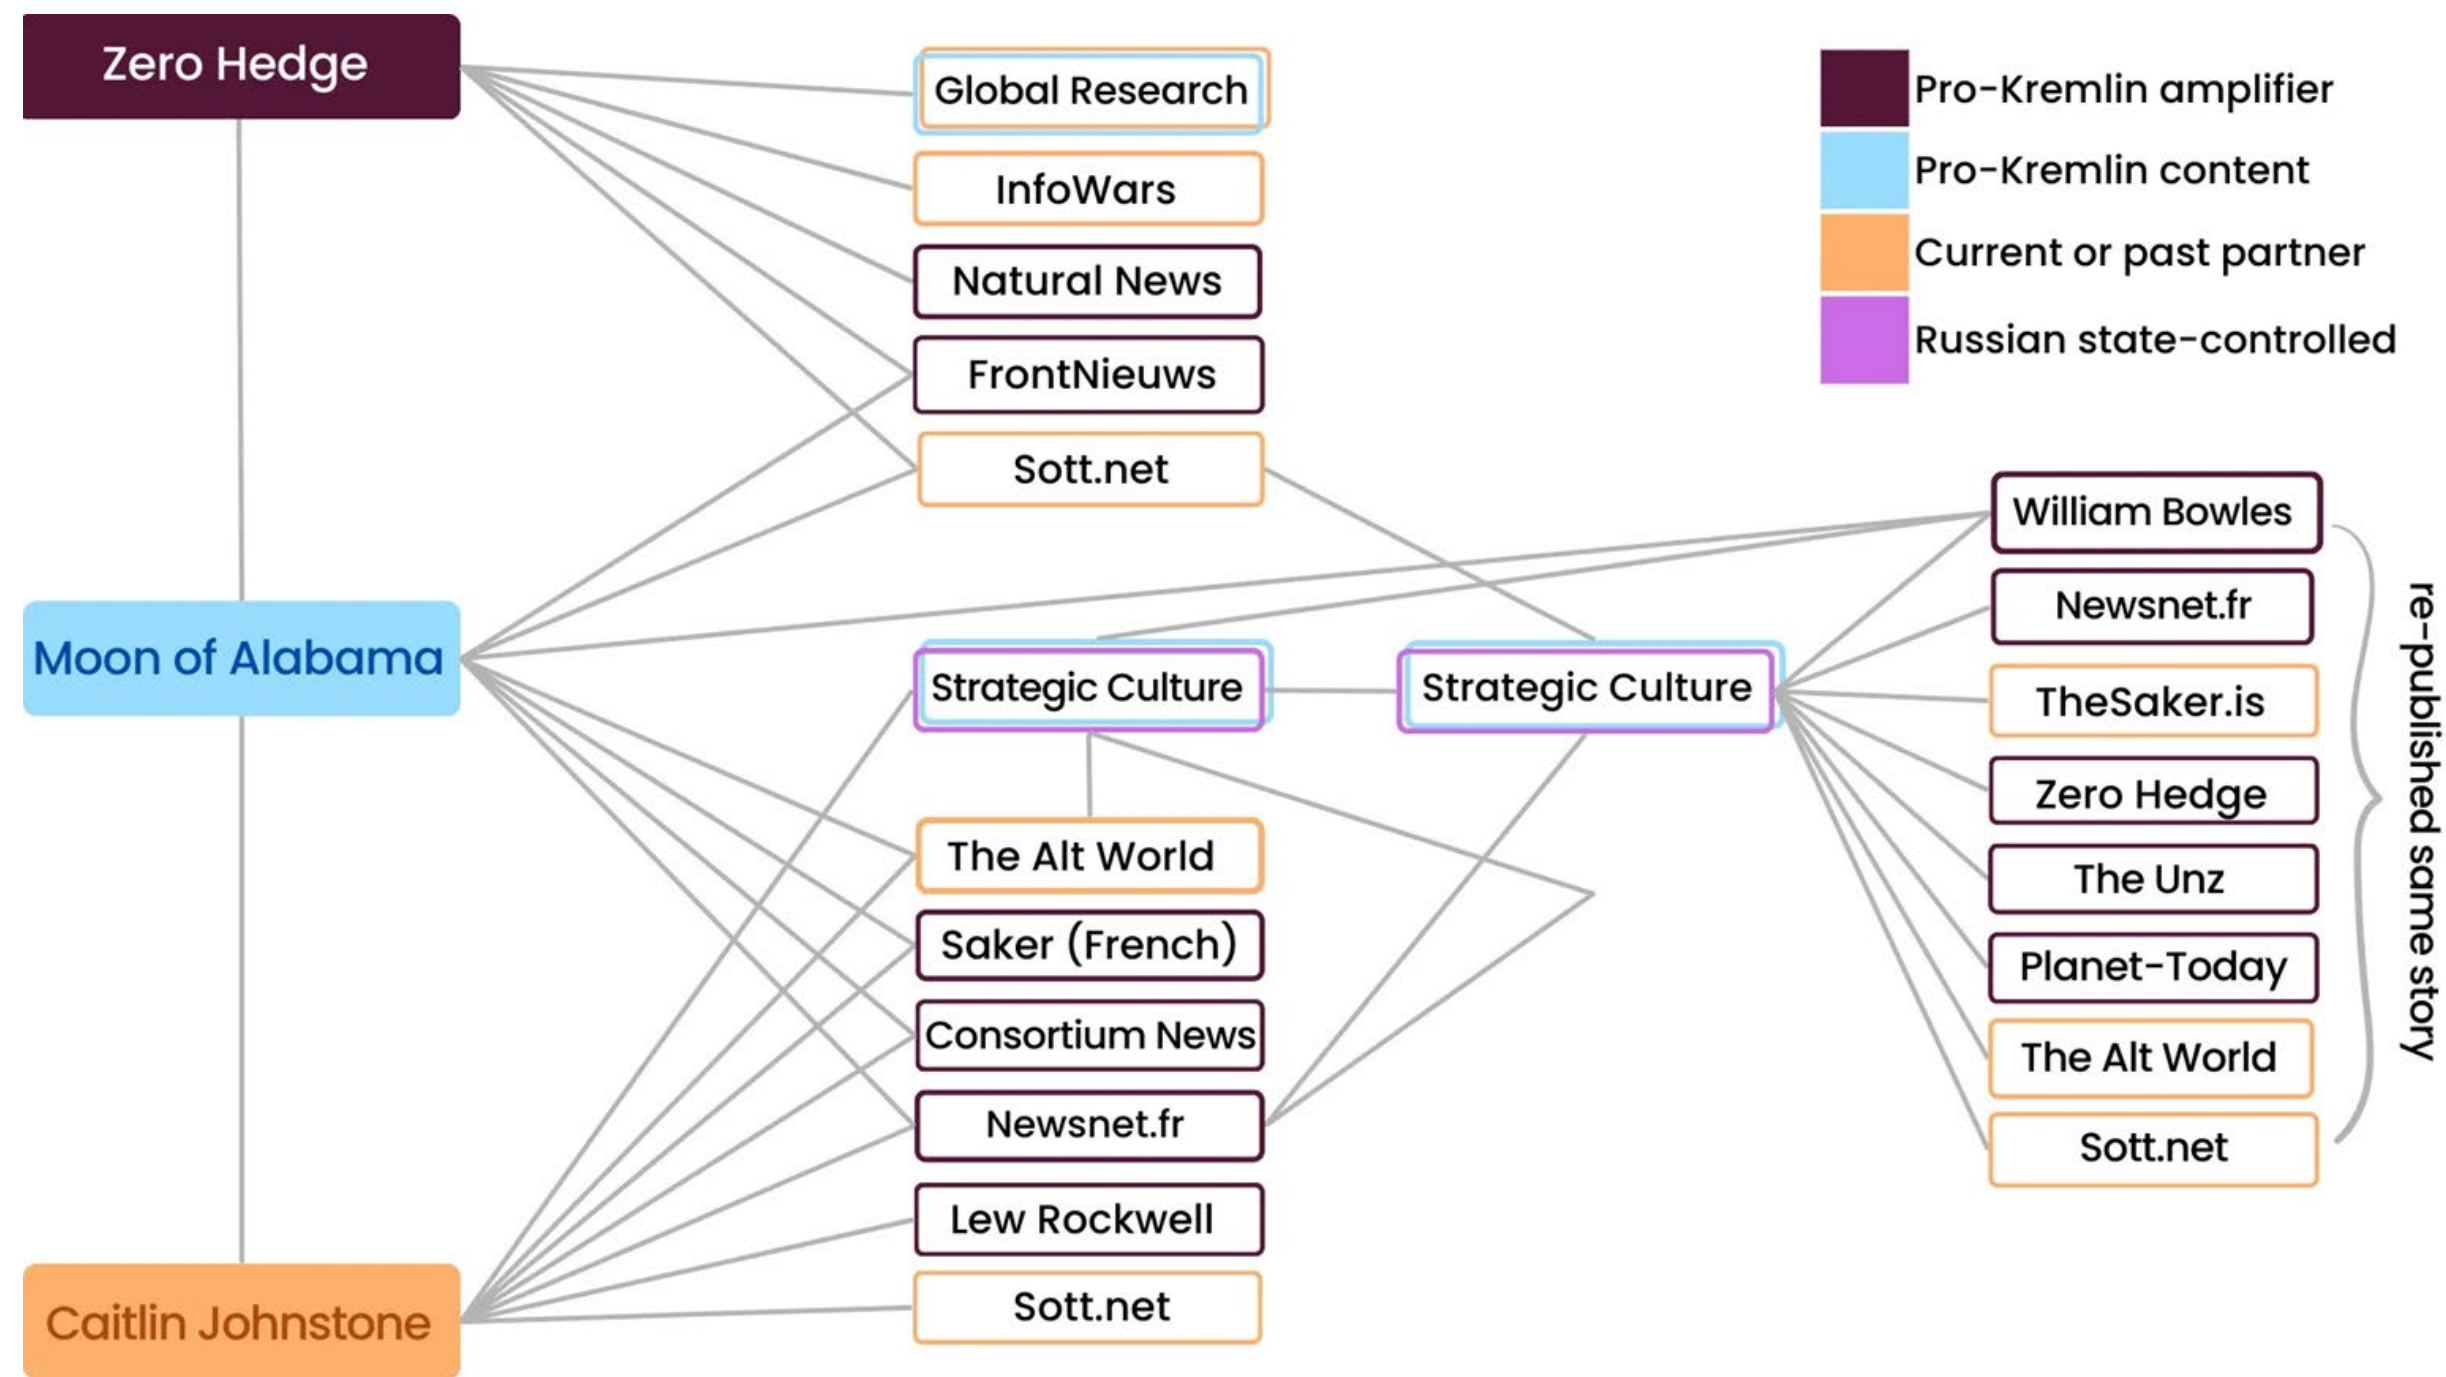 Zero Hedge
Moon of Alabama
Caitlin Johnstone
Global Research
InfoWars
Natural News
FrontNieuws
Sott.net
Strategic Culture
The Alt World
Saker (French)
Consortium News
Newsnet.fr
Lew Rockwell
Sott.net
Strategic Culture
Pro-Kremlin amplifier
Pro-Kremlin content
Current or past partner
Russian state-controlled
William Bowles
Newsnet.fr
TheSaker.is
Zero Hedge
The Unz
Planet-Today
The Alt World
Sott.net
re-published same story